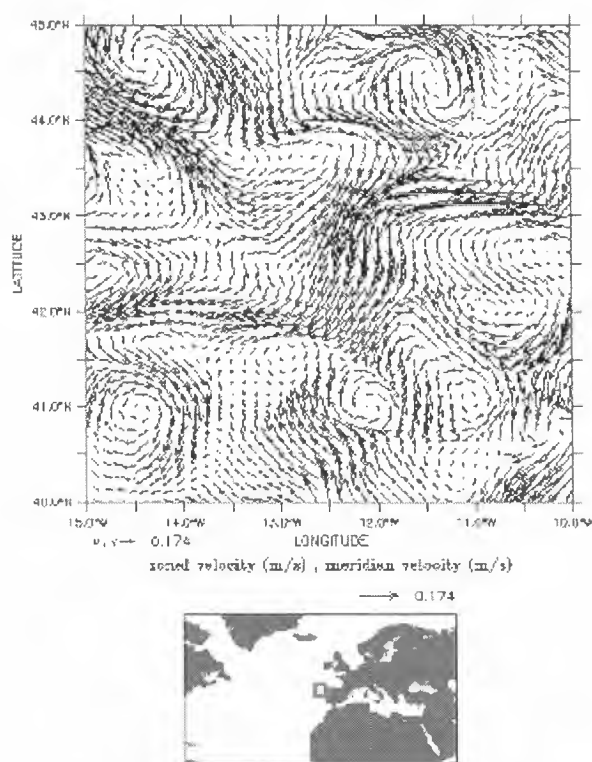 45.0°N
44.0°N
43.0°N
42.0°N
41.0°N
40.0°N
LATITUDE
15.0°W 14.0°W 13.0°W 12.0°W 11.0°W 10.0°W
U,V→ 0.174 LONGITUDE
zonal velocity (m/s) , meridian velocity (m/s)
→ 0.174